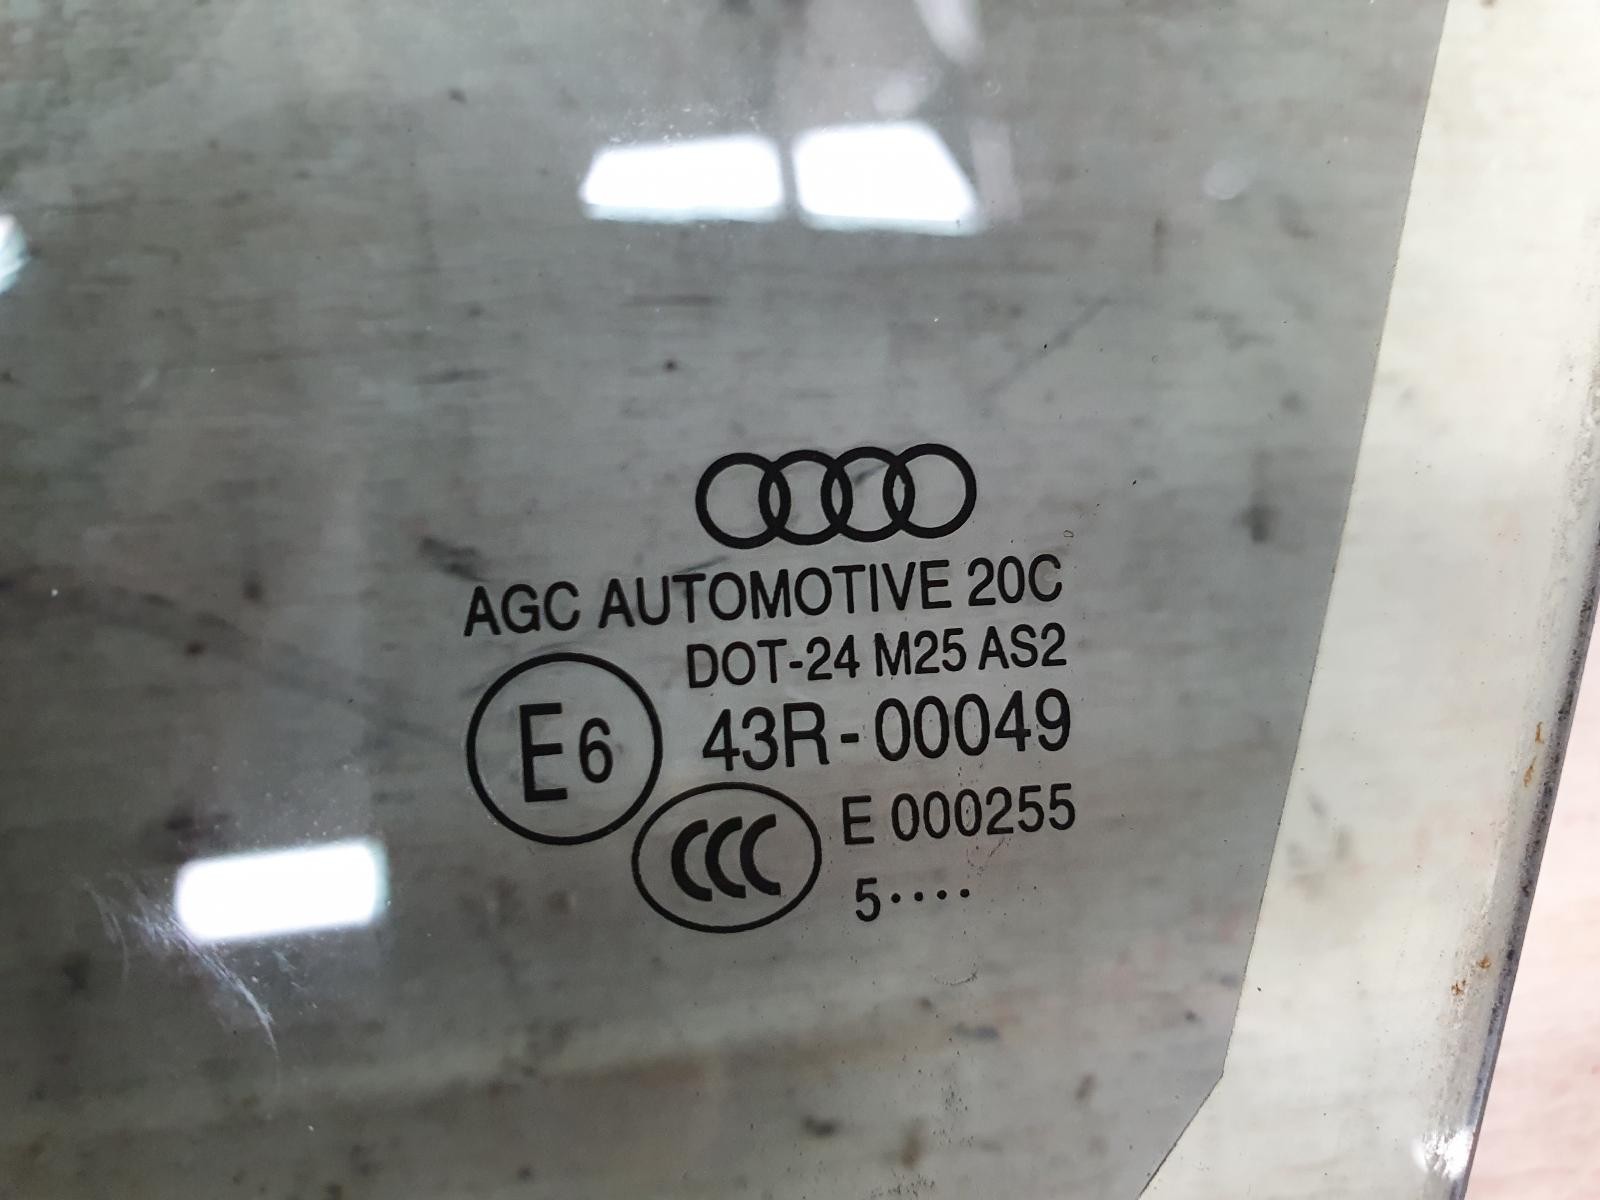 AGC AUTOMOTIVE 20C
DOT-24 M25 AS2
E6 43R-00049
CCC E 000255
5····